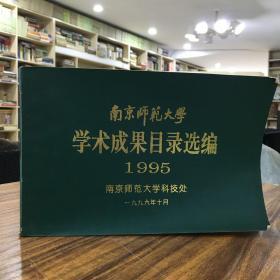 南京师范大学
学术成果目录选编
1995
南京师范大学科技处
一九九六年十月